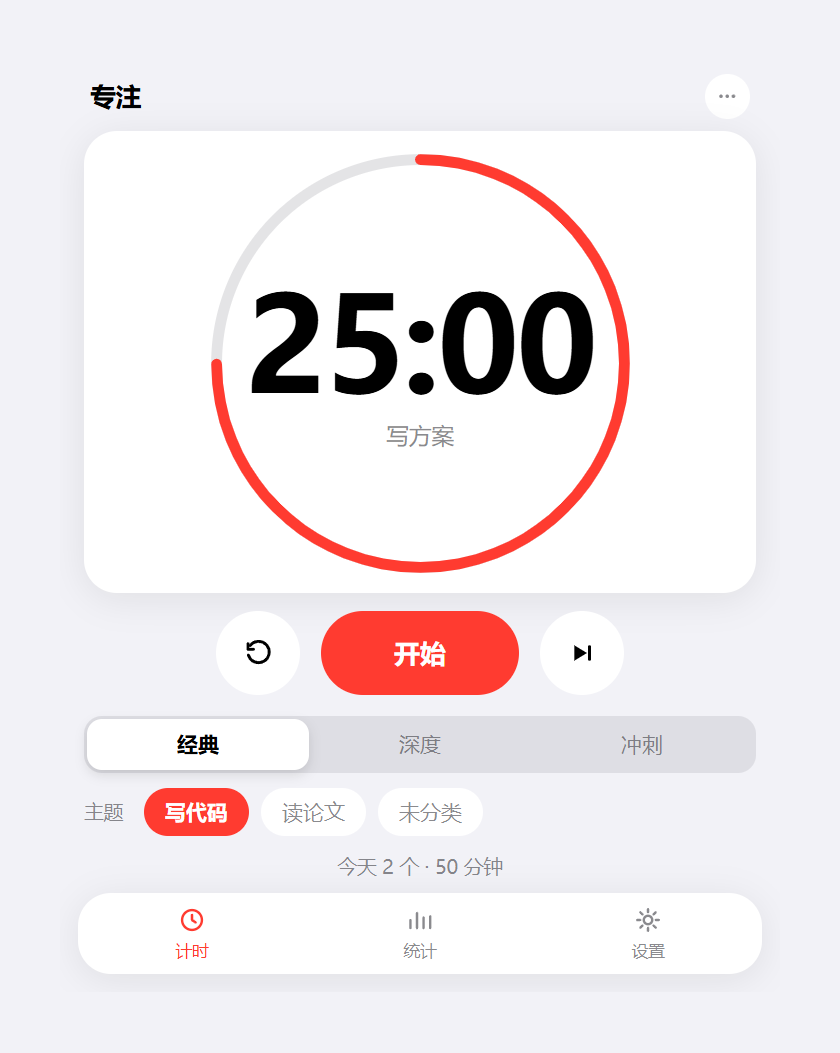 专注
25:00
写方案
开始
经典 深度 冲刺
主题 写代码 读论文 未分类
今天 2 个 · 50 分钟
计时 统计 设置